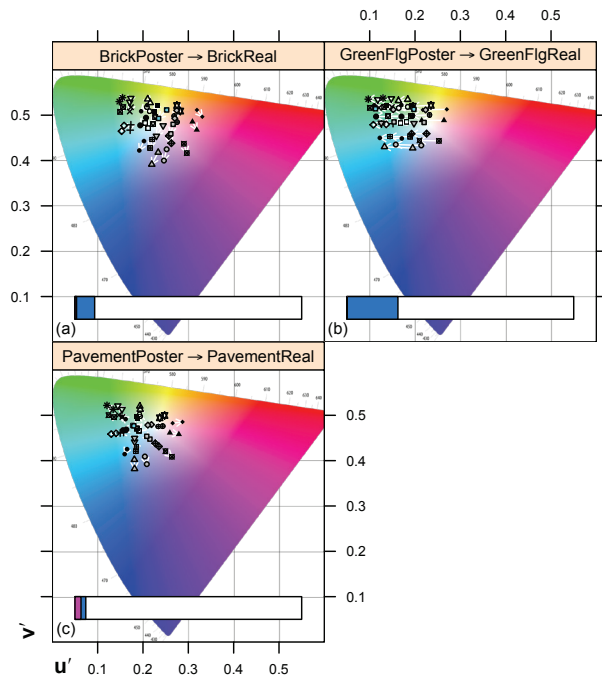 0.1 0.2 0.3 0.4 0.5
BrickPoster → BrickReal
GreenFlgPoster → GreenFlgReal
0.5
0.4
0.3
0.2
0.1
(a)
(b)
PavementPoster → PavementReal
0.5
0.4
0.3
0.2
0.1
(c)
v′
u′
0.1 0.2 0.3 0.4 0.5